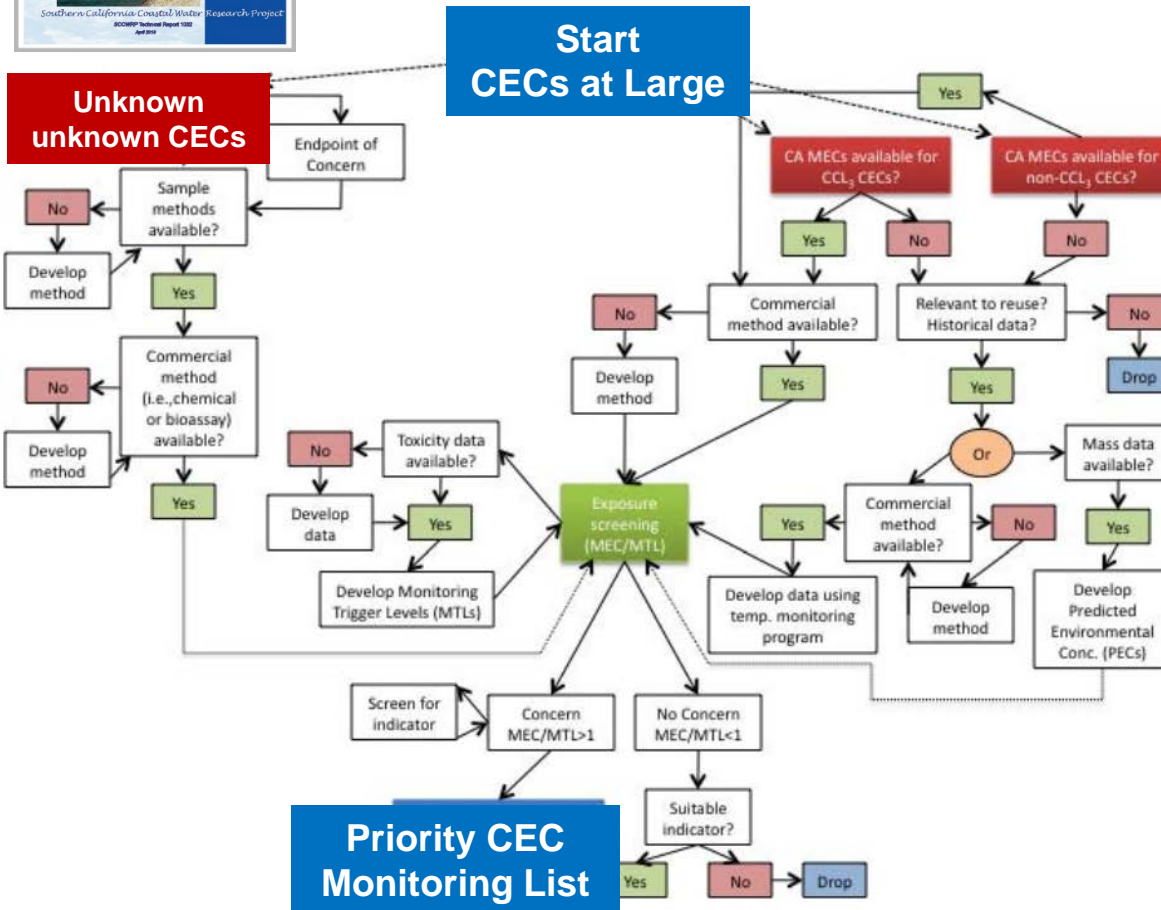 Southern California Coastal Water Research Project
SCCWRP Technical Report 1032
April 2018
Start
CECs at Large
Unknown
unknown CECs
Endpoint of
Concern
Yes
CA MECs available for
CCL3 CECs?
CA MECs available for
non-CCL3 CECs?
Sample
methods
available?
No
Develop
method
Yes
Yes
No
No
Commercial
method available?
No
Relevant to reuse?
Historical data?
No
Drop
Develop
method
Yes
Yes
Commercial
method
(i.e.,chemical
or bioassay)
available?
No
Develop
method
Yes
Toxicity data
available?
No
Develop
data
Yes
Develop Monitoring
Trigger Levels (MTLs)
Exposure
screening
(MEC/MTL)
Or
Mass data
available?
Commercial
method
available?
Yes
No
Yes
Develop data using
temp. monitoring
program
Develop
method
Develop
Predicted
Environmental
Conc. (PECs)
Screen for
indicator
Concern
MEC/MTL>1
No Concern
MEC/MTL<1
Suitable
indicator?
Priority CEC
Monitoring List
Yes
No
Drop